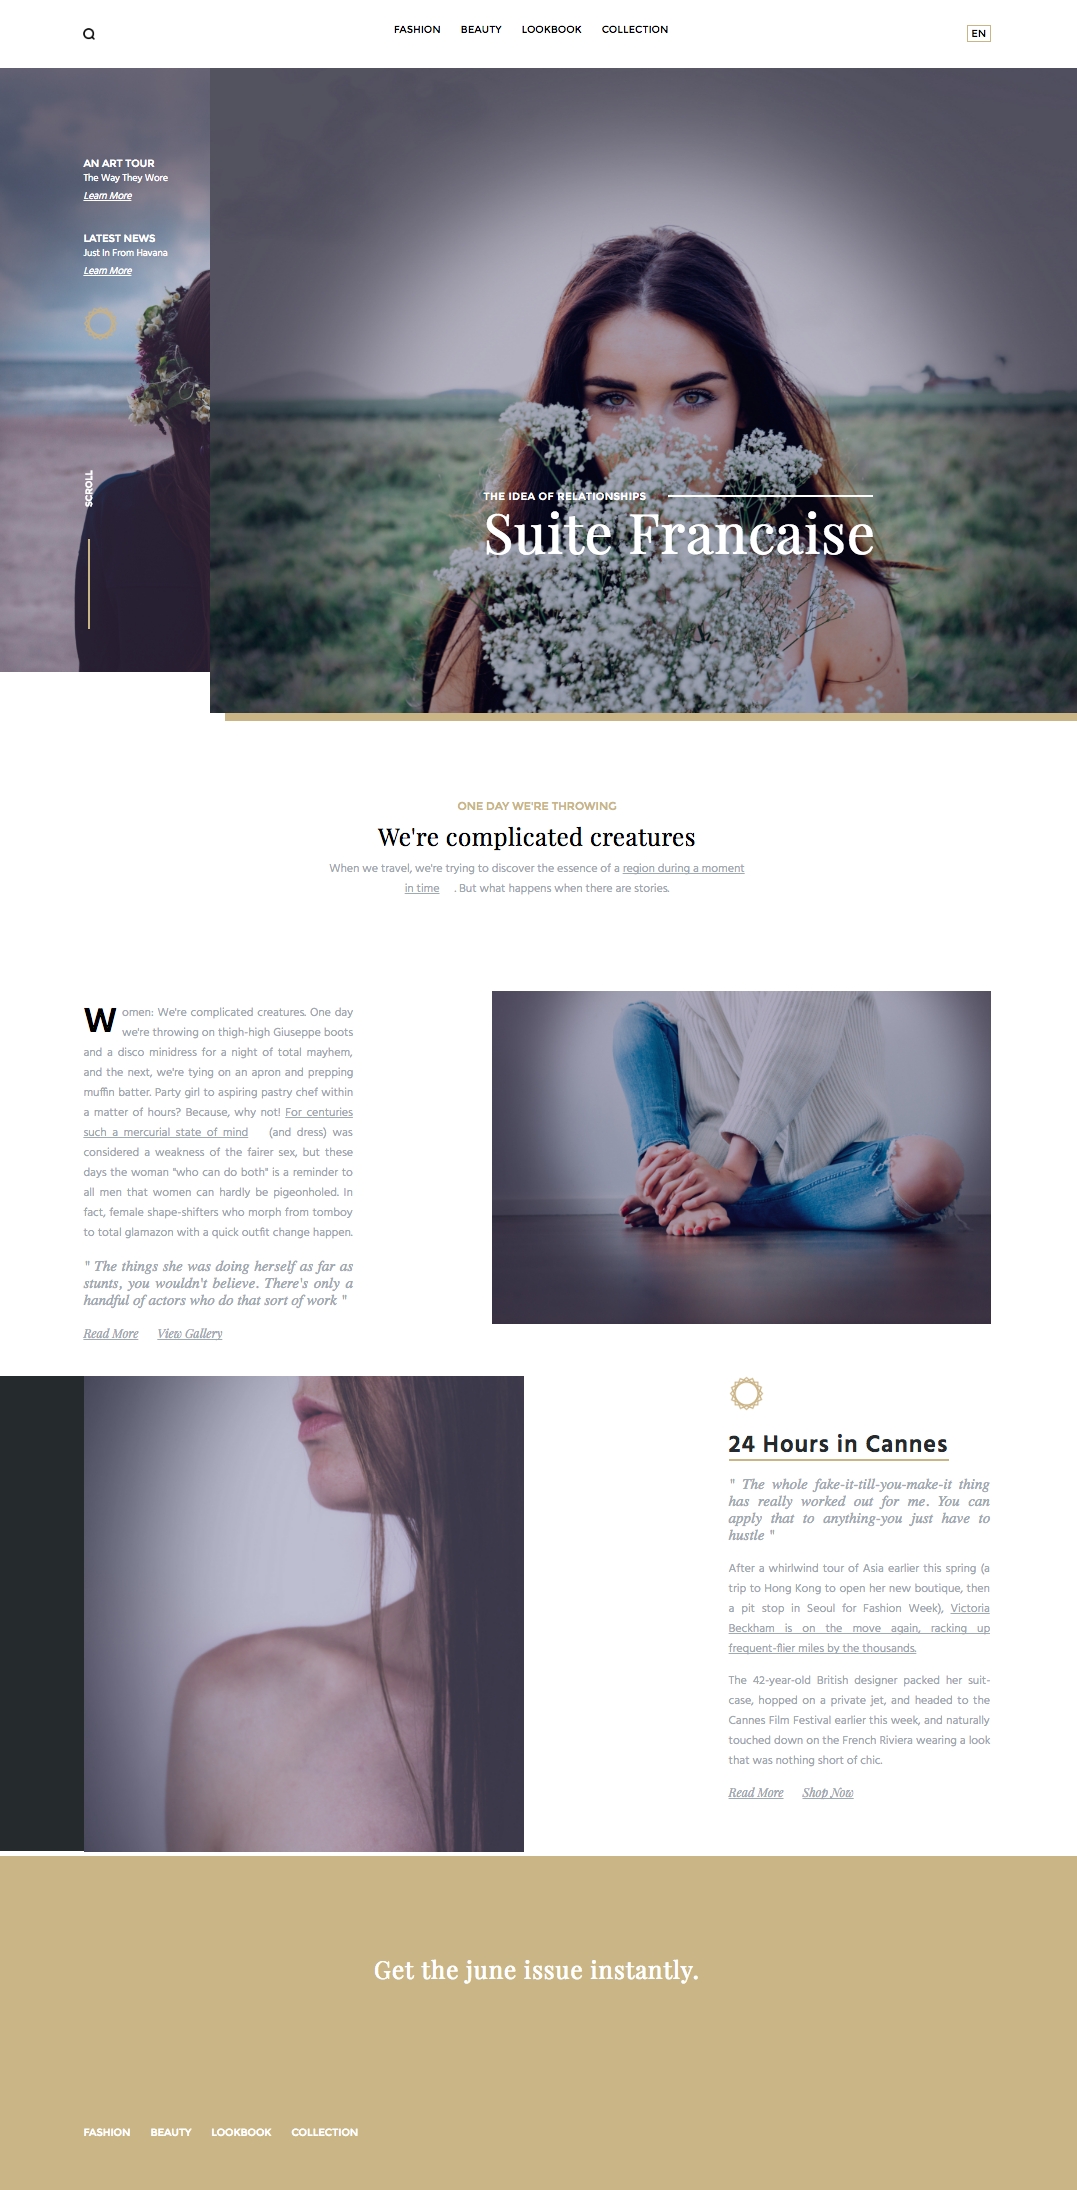 FASHION BEAUTY LOOKBOOK COLLECTION
EN
AN ART TOUR
The Way They Wore
Learn More
LATEST NEWS
Just In From Havana
Learn More
SCROLL
THE IDEA OF RELATIONSHIPS
Suite Francaise
ONE DAY WE'RE THROWING
We're complicated creatures
When we travel, we're trying to discover the essence of a region during a moment
in time . But what happens when there are stories.
Women: We're complicated creatures. One day
we're throwing on thigh-high Giuseppe boots
and a disco minidress for a night of total mayhem,
and the next, we're tying on an apron and prepping
muffin batter. Party girl to aspiring pastry chef within
a matter of hours? Because, why not! For centuries
such a mercurial state of mind (and dress) was
considered a weakness of the fairer sex, but these
days the woman "who can do both" is a reminder to
all men that women can hardly be pigeonholed. In
fact, female shape-shifters who morph from tomboy
to total glamazon with a quick outfit change happen.
" The things she was doing herself as far as
stunts, you wouldn't believe. There's only a
handful of actors who do that sort of work "
Read More View Gallery
24 Hours in Cannes
" The whole fake-it-till-you-make-it thing
has really worked out for me. You can
apply that to anything-you just have to
hustle "
After a whirlwind tour of Asia earlier this spring (a
trip to Hong Kong to open her new boutique, then
a pit stop in Seoul for Fashion Week), Victoria
Beckham is on the move again, racking up
frequent-flier miles by the thousands.
The 42-year-old British designer packed her suit-
case, hopped on a private jet, and headed to the
Cannes Film Festival earlier this week, and naturally
touched down on the French Riviera wearing a look
that was nothing short of chic.
Read More Shop Now
Get the june issue instantly.
FASHION BEAUTY LOOKBOOK COLLECTION